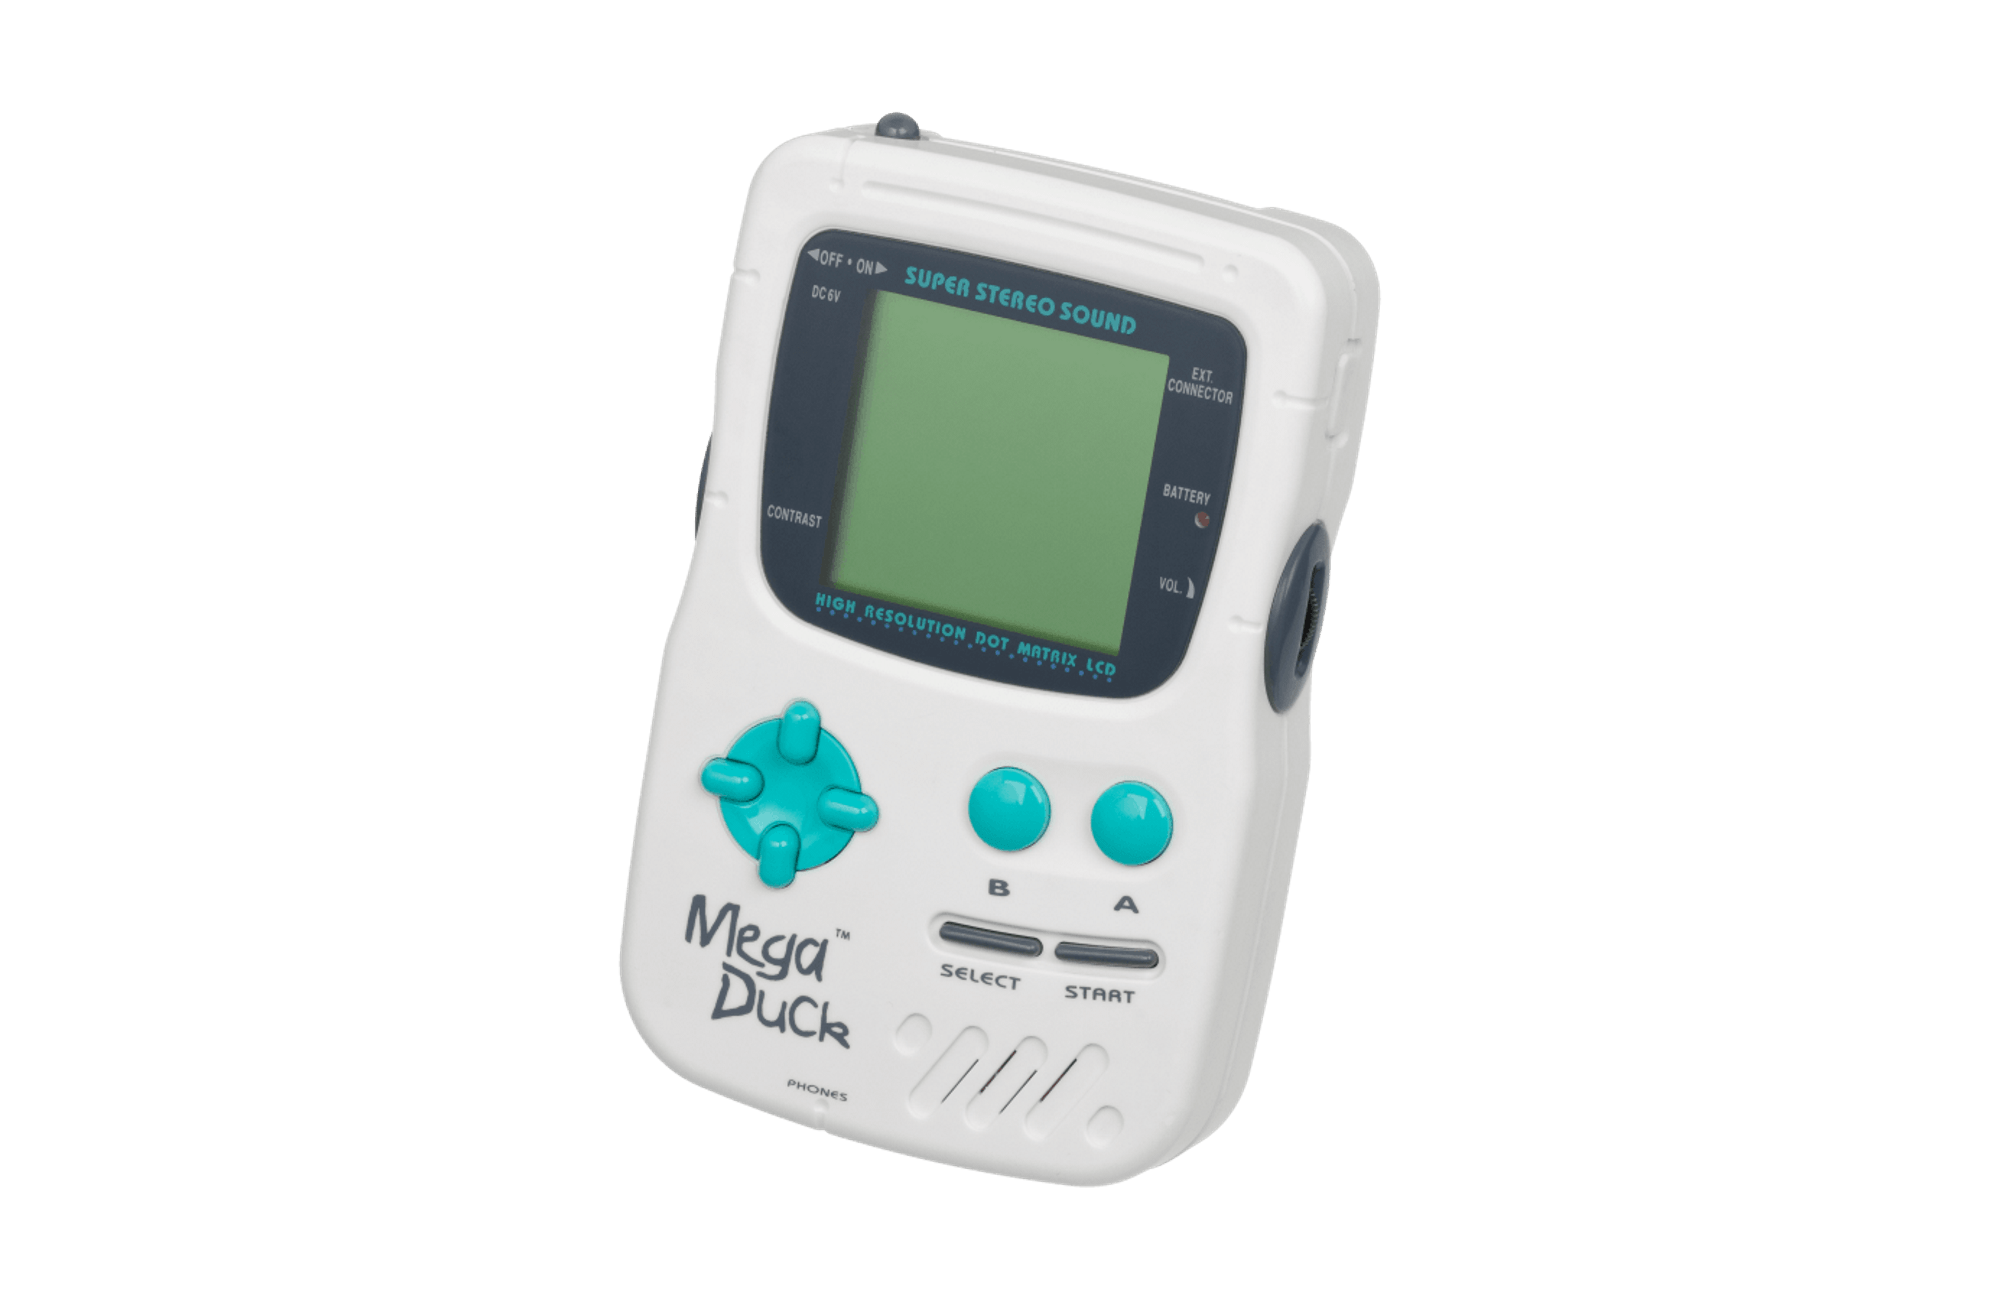 ◀OFF • ON▶
SUPER STEREO SOUND
DC 6V
EXT.
CONNECTOR
BATTERY
CONTRAST
VOL.
HIGH RESOLUTION DOT MATRIX LCD
B
A
Mega™
Duck
SELECT
START
PHONES